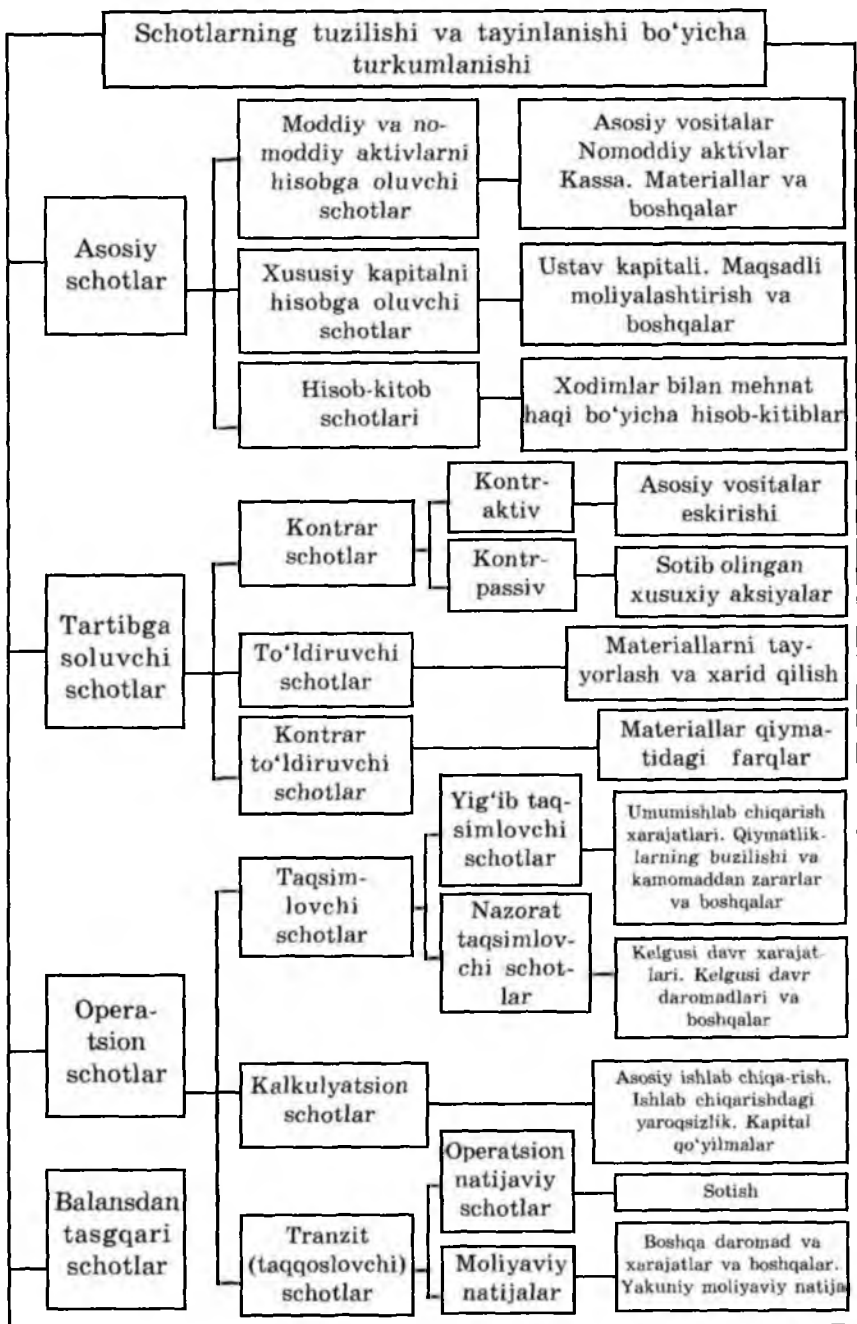 Schotlarning tuzilishi va tayinlanishi bo‘yicha
turkumlanishi
Asosiy
schotlar
Moddiy va no-
moddiy aktivlarni
hisobga oluvchi
schotlar
Asosiy vositalar
Nomoddiy aktivlar
Kassa. Materiallar va
boshqalar
Xususiy kapitalni
hisobga oluvchi
schotlar
Ustav kapitali. Maqsadli
moliyalashtirish va
boshqalar
Hisob-kitob
schotlari
Xodimlar bilan mehnat
haqi bo‘yicha hisob-kitiblar
Tartibga
soluvchi
schotlar
Kontrar
schotlar
Kontr-
aktiv
Asosiy vositalar
eskirishi
Kontr-
passiv
Sotib olingan
xusuxiy aksiyalar
To‘ldiruvchi
schotlar
Materiallarni tay-
yorlash va xarid qilish
Kontrar
to‘ldiruvchi
schotlar
Materiallar qiyma-
tidagi farqlar
Opera-
tsion
schotlar
Taqsim-
lovchi
schotlar
Yig‘ib taq-
simlovchi
schotlar
Umumishlab chiqarish
xarajatlari. Qiymatlik-
larning buzilishi va
kamomaddan zararlar
va boshqalar
Nazorat
taqsimlov-
chi schot-
lar
Kelgusi davr xarajat-
lari. Kelgusi davr
daromadlari va
boshqalar
Kalkulyatsion
schotlar
Asosiy ishlab chiqa-rish.
Ishlab chiqarishdagi
yaroqsizlik. Kapital
qo‘yilmalar
Tranzit
(taqqoslovchi)
schotlar
Operatsion
natijaviy
schotlar
Sotish
Moliyaviy
natijalar
Boshqa daromad va
xarajatlar va boshqalar.
Yakuniy moliyaviy natija
Balansdan
tasgqari
schotlar